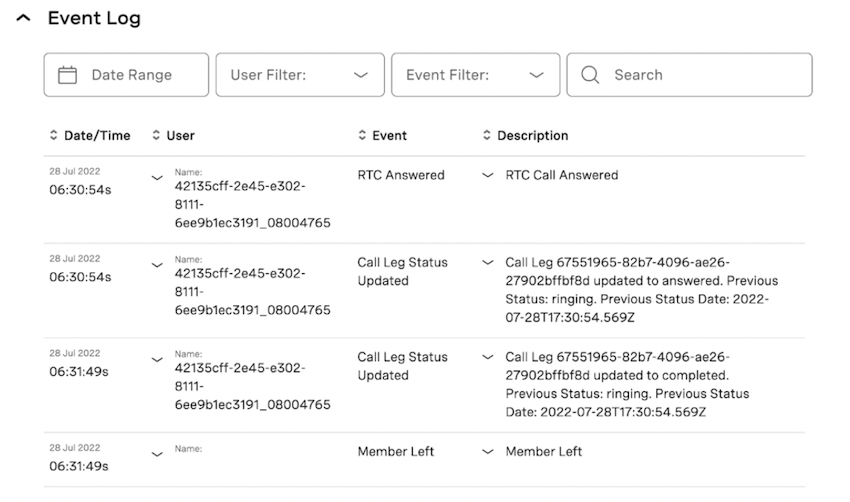 Event Log
Date Range
User Filter:
Event Filter:
Search
Date/Time
User
Event
Description
28 Jul 2022
06:30:54s
Name:
42135cff-2e45-e302-
8111-
6ee9b1ec3191_08004765
RTC Answered
RTC Call Answered
28 Jul 2022
06:30:54s
Name:
42135cff-2e45-e302-
8111-
6ee9b1ec3191_08004765
Call Leg Status
Updated
Call Leg 67551965-82b7-4096-ae26-
27902bffbf8d updated to answered. Previous
Status: ringing. Previous Status Date: 2022-
07-28T17:30:54.569Z
28 Jul 2022
06:31:49s
Name:
42135cff-2e45-e302-
8111-
6ee9b1ec3191_08004765
Call Leg Status
Updated
Call Leg 67551965-82b7-4096-ae26-
27902bffbf8d updated to completed.
Previous Status: ringing. Previous Status
Date: 2022-07-28T17:30:54.569Z
28 Jul 2022
06:31:49s
Name:
Member Left
Member Left